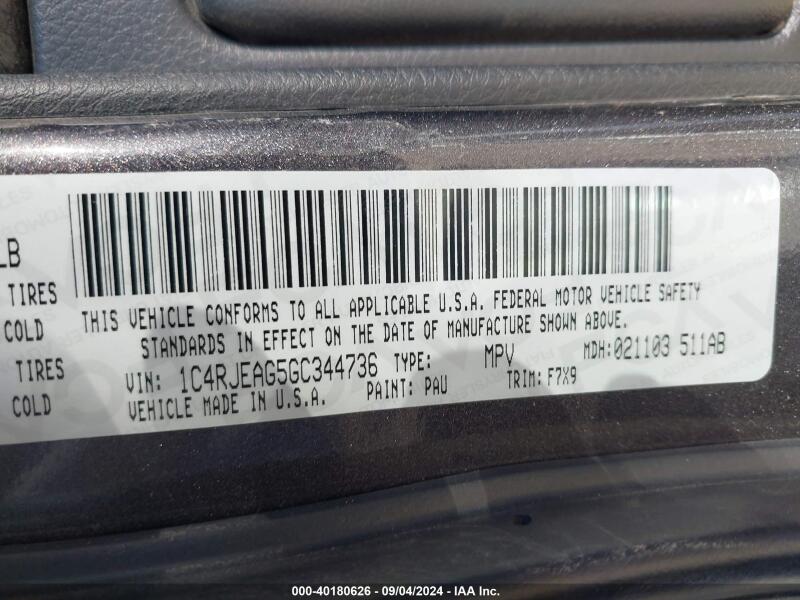 LB
TIRES
COLD
TIRES
COLD
THIS VEHICLE CONFORMS TO ALL APPLICABLE U.S.A. FEDERAL MOTOR VEHICLE SAFETY
STANDARDS IN EFFECT ON THE DATE OF MANUFACTURE SHOWN ABOVE.
VIN: 1C4RJEAG5GC344736 TYPE: MPV MDH:021103 511AB
VEHICLE MADE IN U.S.A. PAINT: PAU TRIM: F7X9
000-40180626 - 09/04/2024 - IAA Inc.